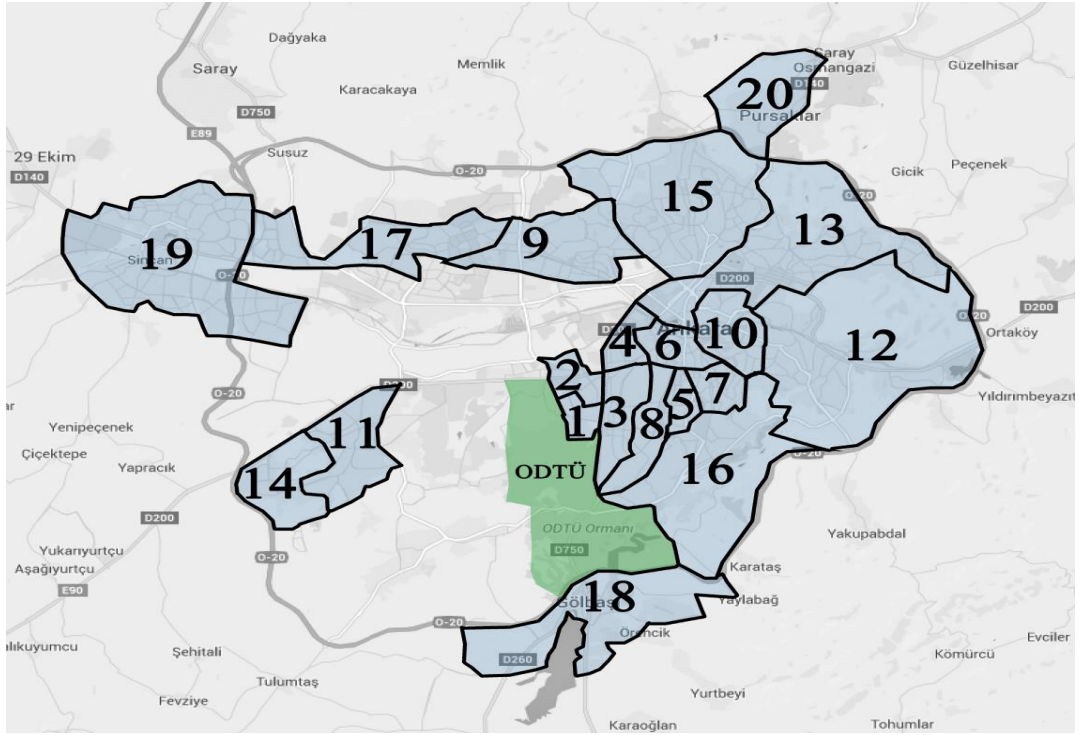 Dağyaka
Saray
Memlik
Saray
Osmangazi
Güzelhisar
Karacakaya
D140
20
Pursaklar
D750
E89
29 Ekim
D140
Susuz
O-20
Gicik
Peçenek
O-20
15
13
19
Sincan
17
9
O-20
D200
D200
10
4
6
12
O-20
Ortaköy
2
7
Yıldırımbeyazıt
11
1
3
8
5
Yenipeçenek
Çiçektepe
Yapracık
14
ODTÜ
16
O-20
D200
ODTÜ Ormanı
Yakupabdal
Yukarıyurtçu
Aşağıyurtçu
E90
O-20
D750
Karataş
18
Yaylabağ
O-20
Örencik
Evciler
Şehitali
D260
Kömürcü
Tulumtaş
Fevziye
Yurtbeyi
Karaoğlan
Tohumlar